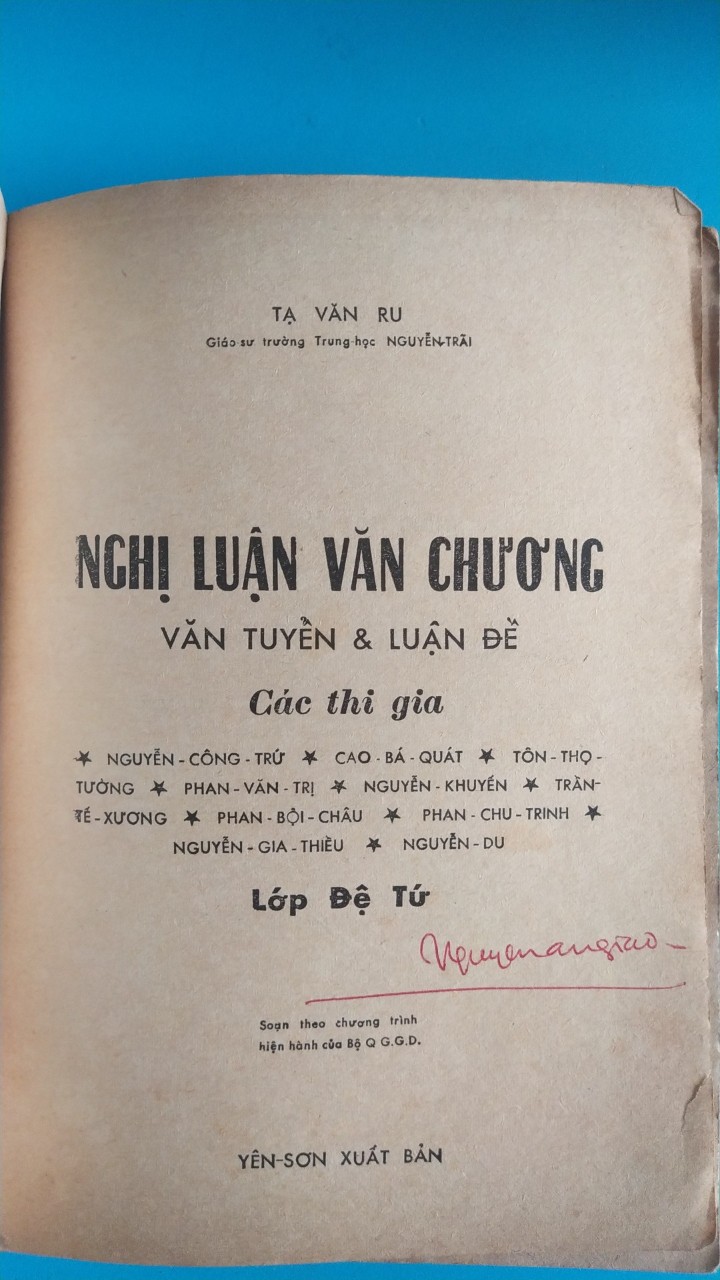 TẠ VĂN RU
Giáo-sư trường Trung-học NGUYỄN-TRÃI
NGHỊ LUẬN VĂN CHƯƠNG
VĂN TUYỂN & LUẬN ĐỀ
Các thi gia
★ NGUYỄN - CÔNG - TRỨ ★ CAO - BÁ - QUÁT ★ TÔN - THỌ -
TƯỜNG ★ PHAN - VĂN - TRỊ ★ NGUYỄN - KHUYẾN ★ TRẦN-
TẾ-XƯƠNG ★ PHAN - BỘI - CHÂU ★ PHAN - CHU - TRINH ★
NGUYỄN - GIA - THIỀU ★ NGUYỄN - DU
Lớp Đệ Tứ
Nguyenangiao
Soạn theo chương trình
hiện hành của Bộ Q G.G.D.
YÊN-SƠN XUẤT BẢN